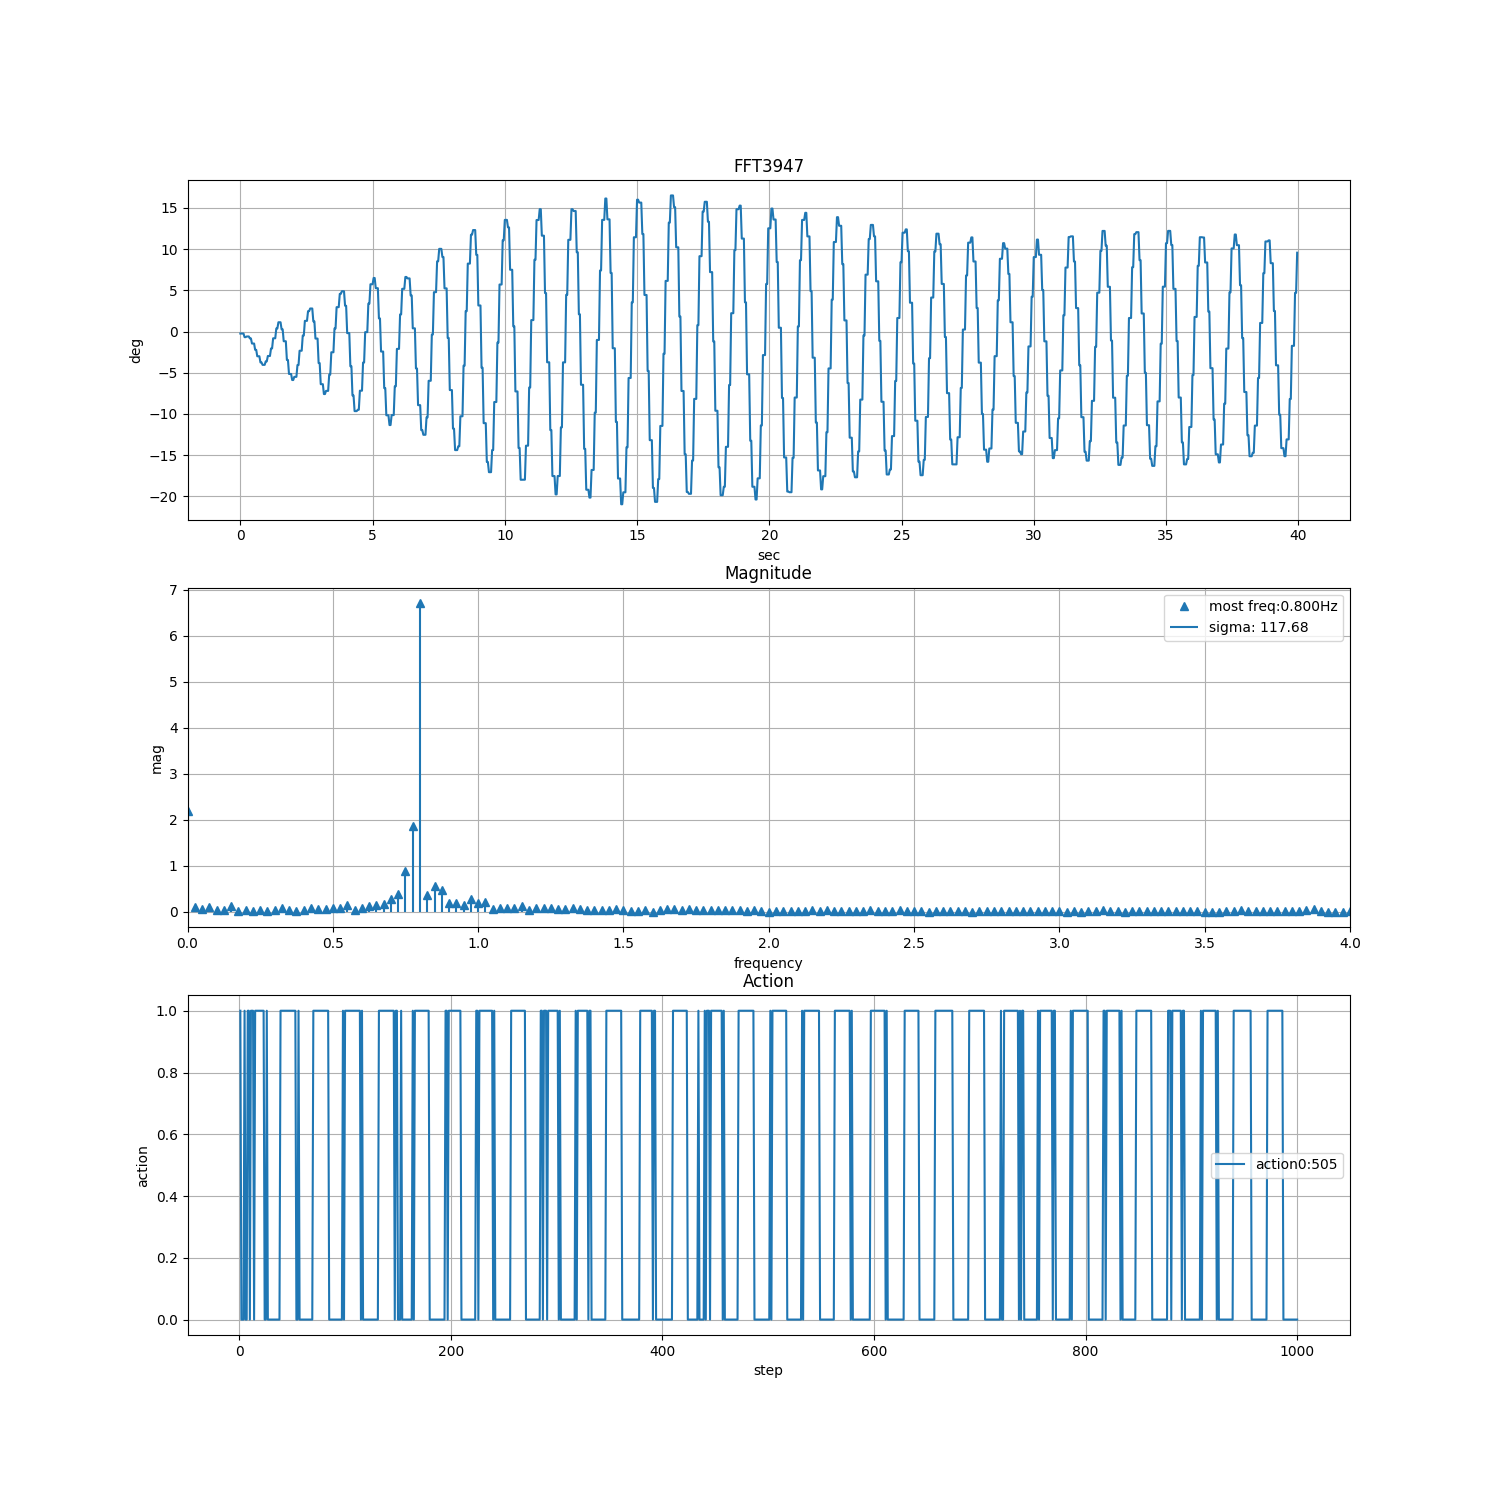 FFT3947
15
10
5
0
−5
−10
−15
−20
deg
0 5 10 15 20 25 30 35 40
sec
Magnitude
7
6
5
4
3
2
1
0
mag
most freq:0.800Hz
sigma: 117.68
0.0 0.5 1.0 1.5 2.0 2.5 3.0 3.5 4.0
frequency
Action
1.0
0.8
0.6
0.4
0.2
0.0
action
action0:505
0 200 400 600 800 1000
step